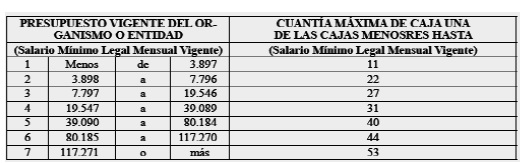 PRESUPUESTO VIGENTE DEL OR-
GANISMO O ENTIDAD
CUANTÍA MÁXIMA DE CAJA UNA
DE LAS CAJAS MENOSRES HASTA
(Salario Mínimo Legal Mensual Vigente) (Salario Mínimo Legal Mensual Vigente)
1 Menos de 3.897 11
2 3.898 a 7.796 22
3 7.797 a 19.546 27
4 19.547 a 39.089 31
5 39.090 a 80.184 40
6 80.185 a 117.270 44
7 117.271 o más 53